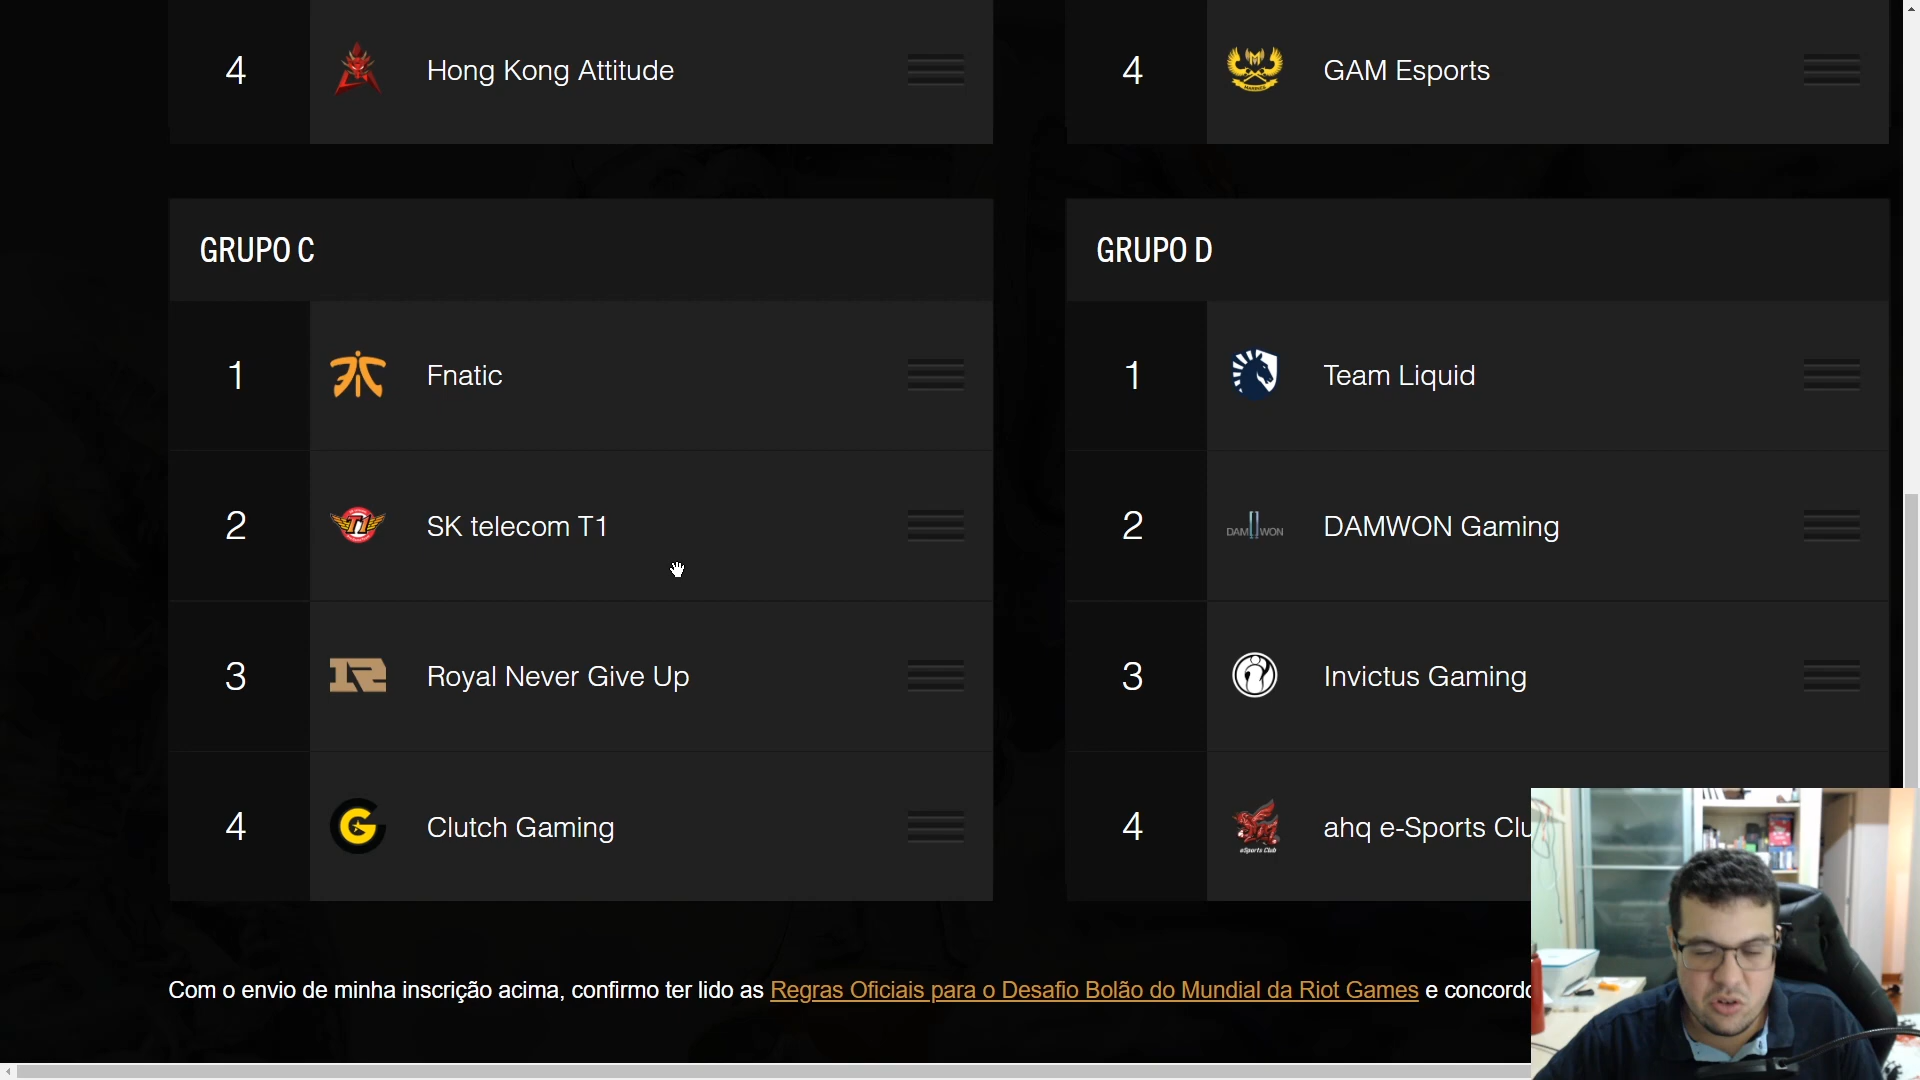 4 Hong Kong Attitude
4 GAM Esports
GRUPO C
1 Fnatic
2 SK telecom T1
3 Royal Never Give Up
4 Clutch Gaming
GRUPO D
1 Team Liquid
2 DAMWON Gaming
3 Invictus Gaming
4 ahq e-Sports Clu
Com o envio de minha inscrição acima, confirmo ter lido as Regras Oficiais para o Desafio Bolão do Mundial da Riot Games e concordo